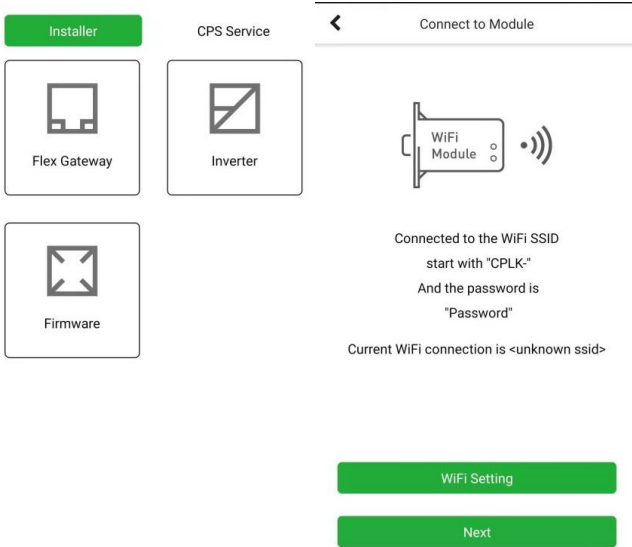 Installer
CPS Service
Flex Gateway
Inverter
Firmware
Connect to Module
WiFi
Module
Connected to the WiFi SSID
start with "CPLK-"
And the password is
"Password"
Current WiFi connection is <unknown ssid>
WiFi Setting
Next